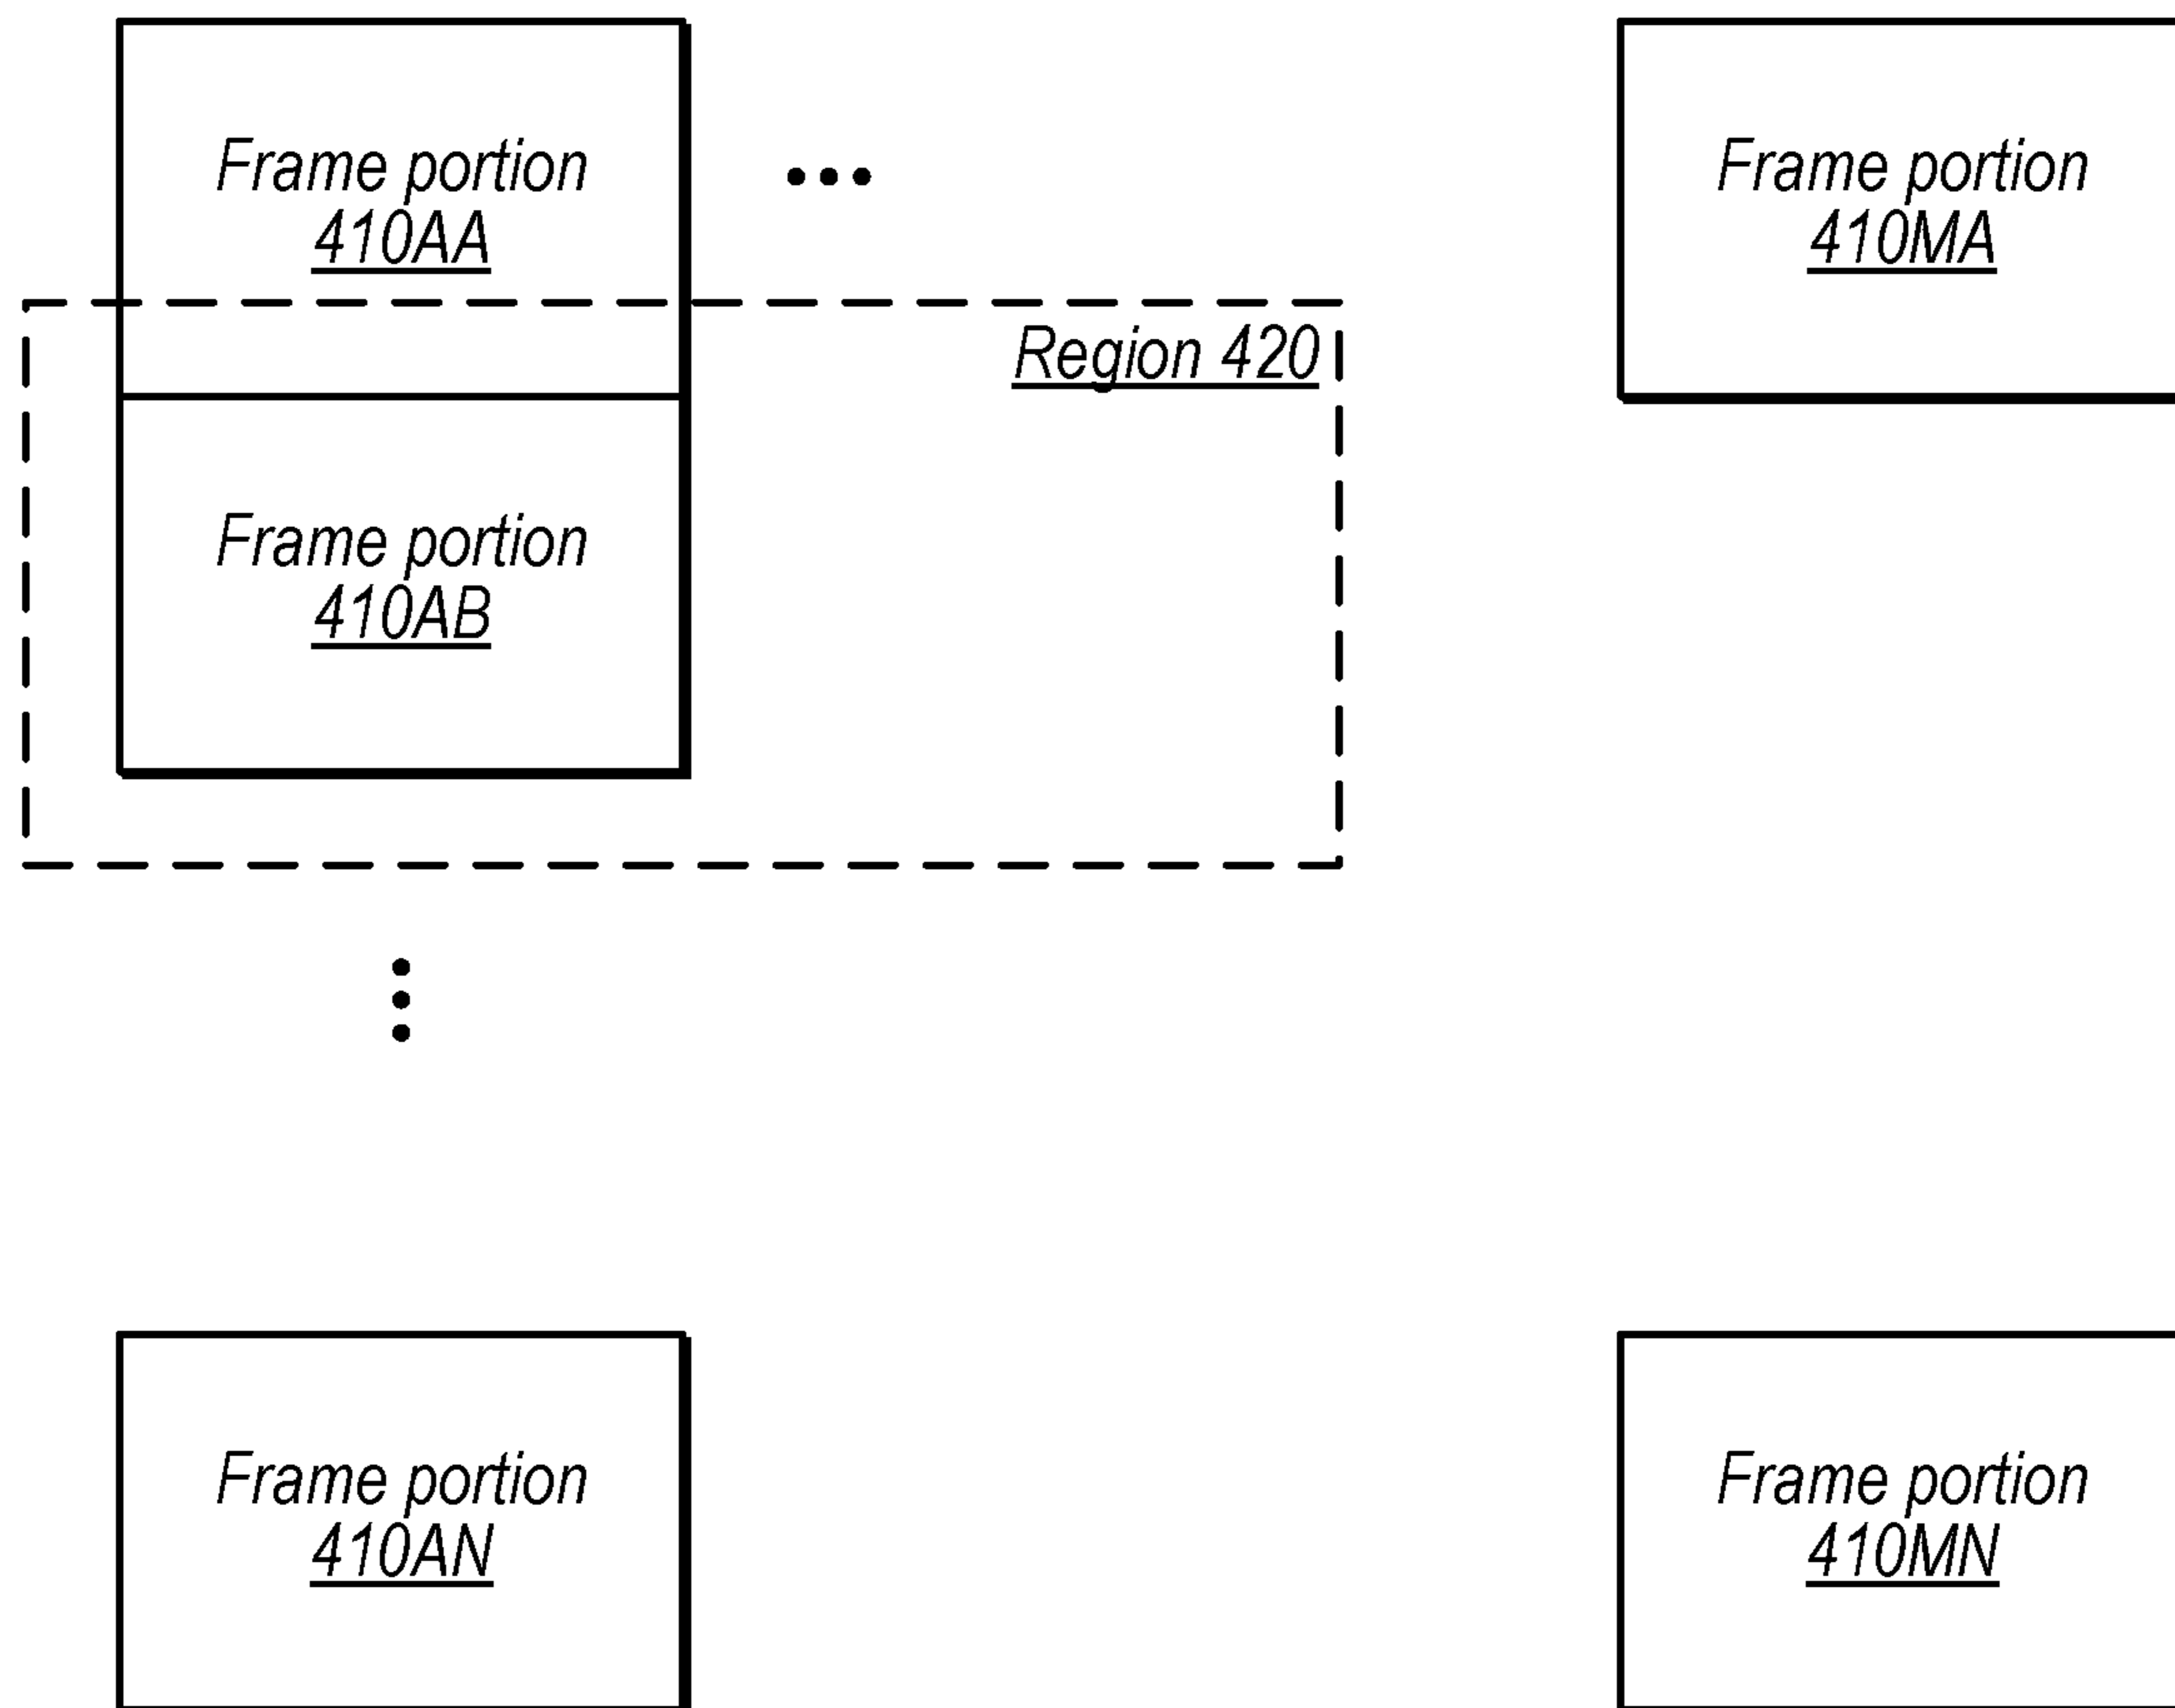 Frame portion
410AA
...
Frame portion
410MA
Region 420
Frame portion
410AB
Frame portion
410AN
Frame portion
410MN